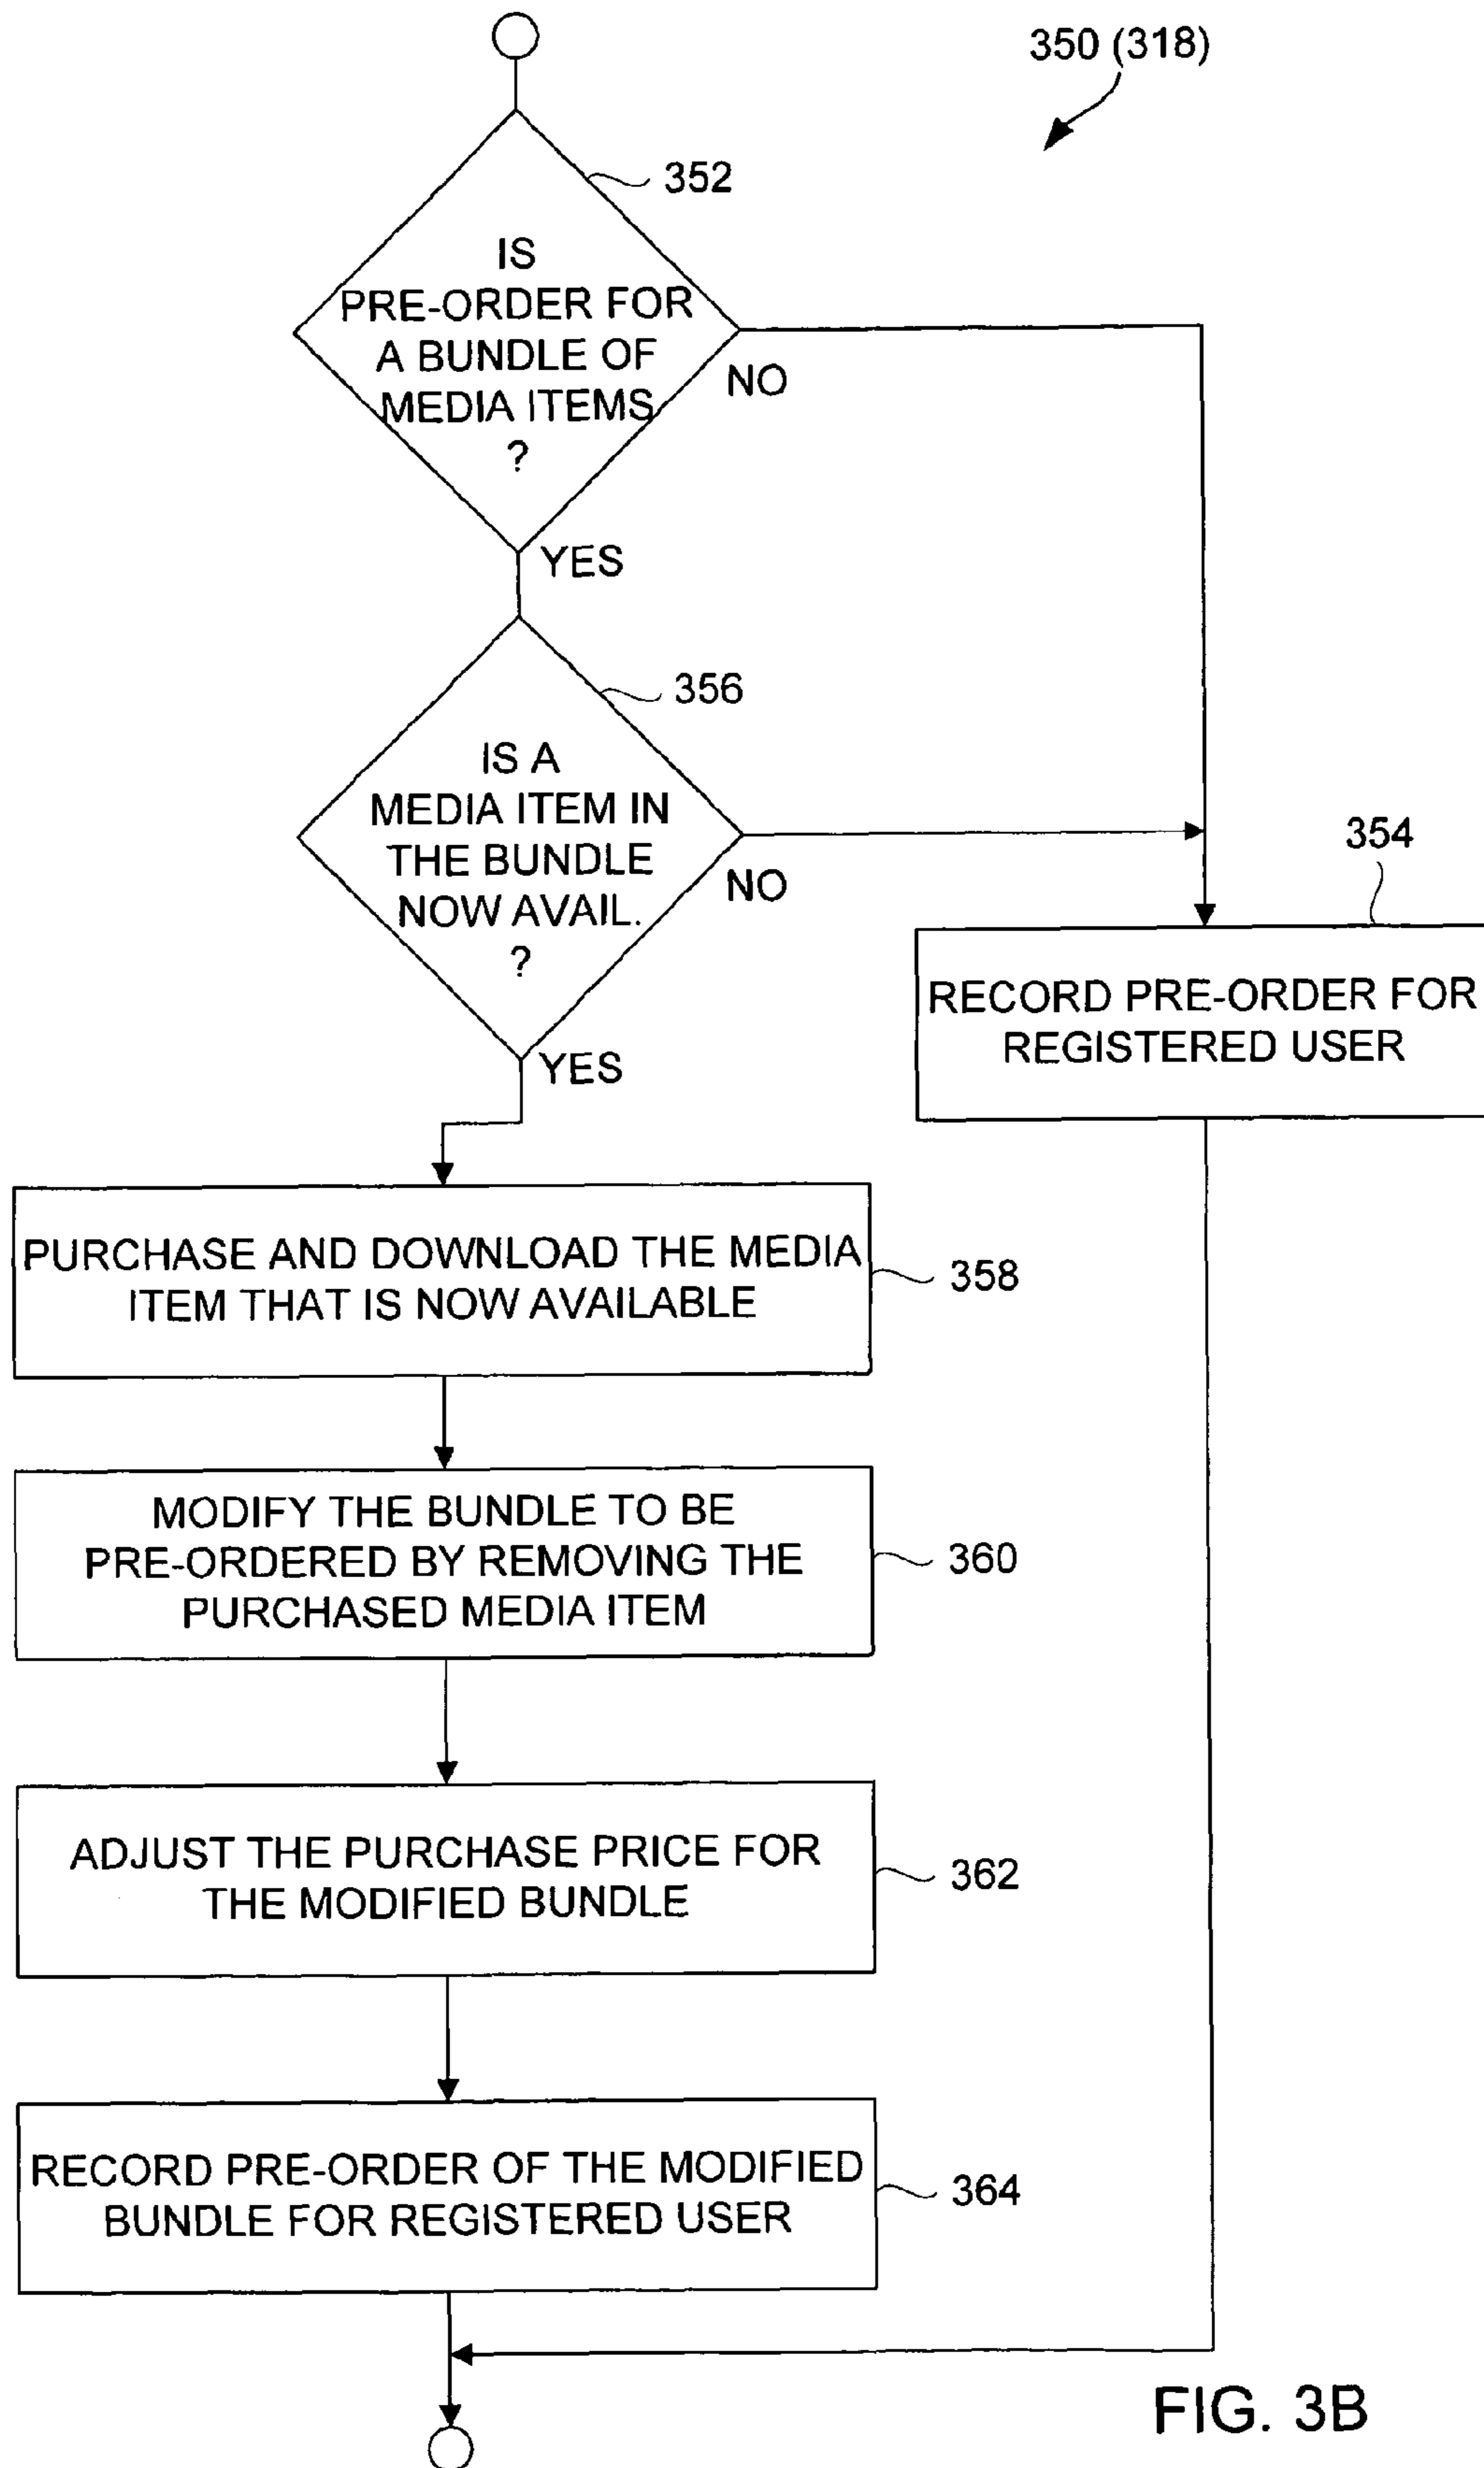 350 (318)
352
IS
PRE-ORDER FOR
A BUNDLE OF
MEDIA ITEMS
?
NO
YES
356
IS A
MEDIA ITEM IN
THE BUNDLE
NOW AVAIL.
?
NO
YES
354
RECORD PRE-ORDER FOR
REGISTERED USER
PURCHASE AND DOWNLOAD THE MEDIA
ITEM THAT IS NOW AVAILABLE
358
MODIFY THE BUNDLE TO BE
PRE-ORDERED BY REMOVING THE
PURCHASED MEDIA ITEM
360
ADJUST THE PURCHASE PRICE FOR
THE MODIFIED BUNDLE
362
RECORD PRE-ORDER OF THE MODIFIED
BUNDLE FOR REGISTERED USER
364
FIG. 3B